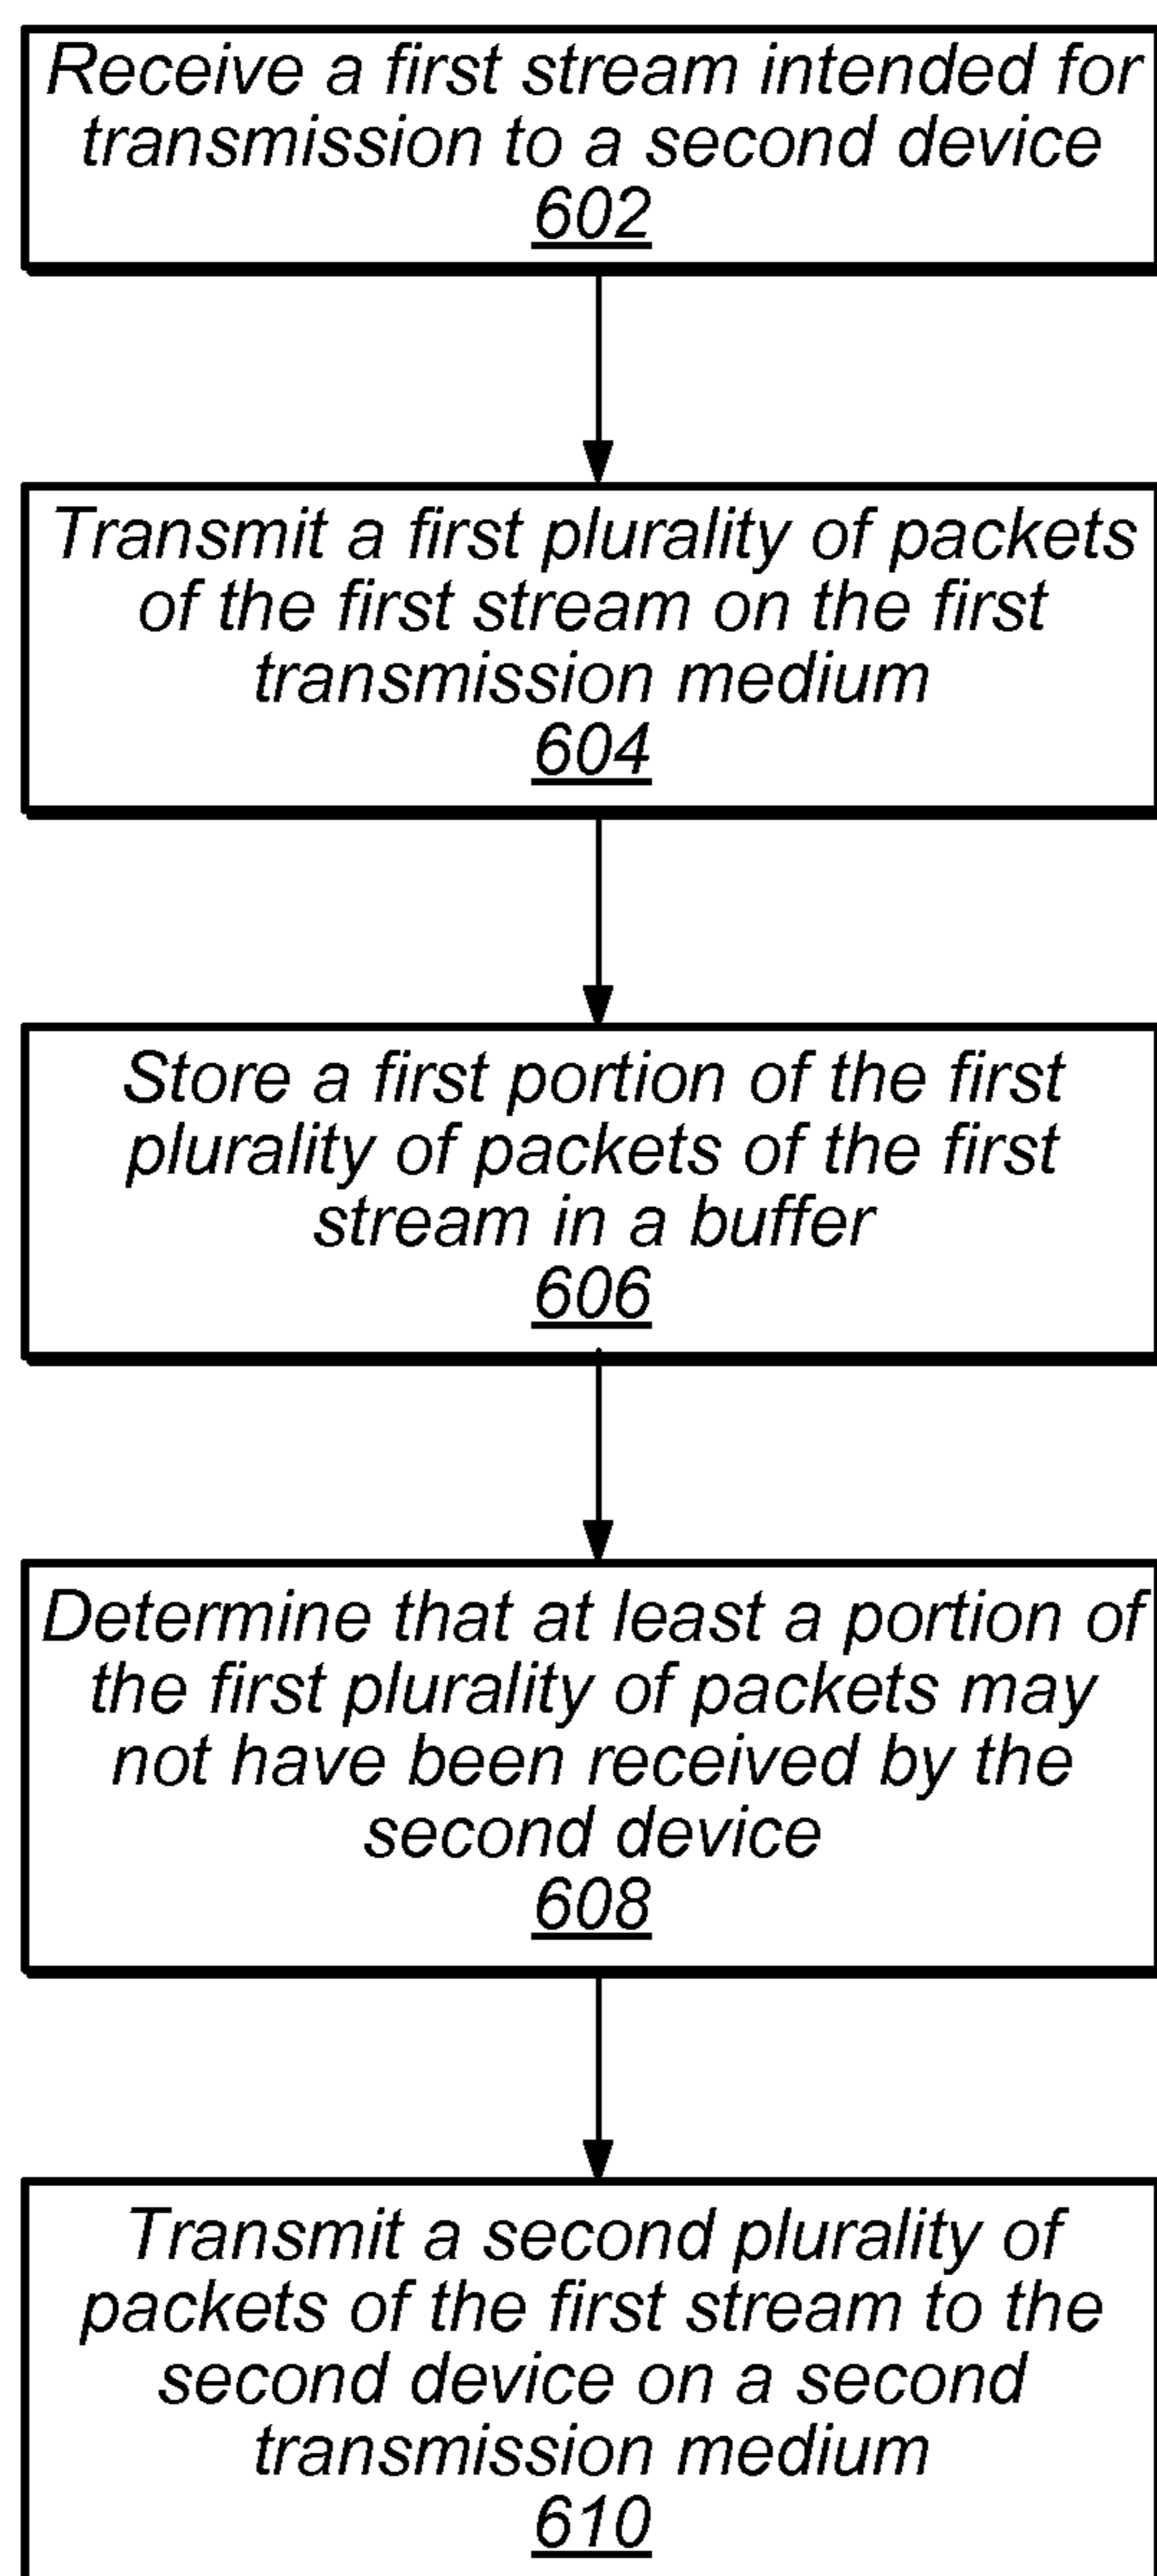 Receive a first stream intended for
transmission to a second device
602
Transmit a first plurality of packets
of the first stream on the first
transmission medium
604
Store a first portion of the first
plurality of packets of the first
stream in a buffer
606
Determine that at least a portion of
the first plurality of packets may
not have been received by the
second device
608
Transmit a second plurality of
packets of the first stream to the
second device on a second
transmission medium
610